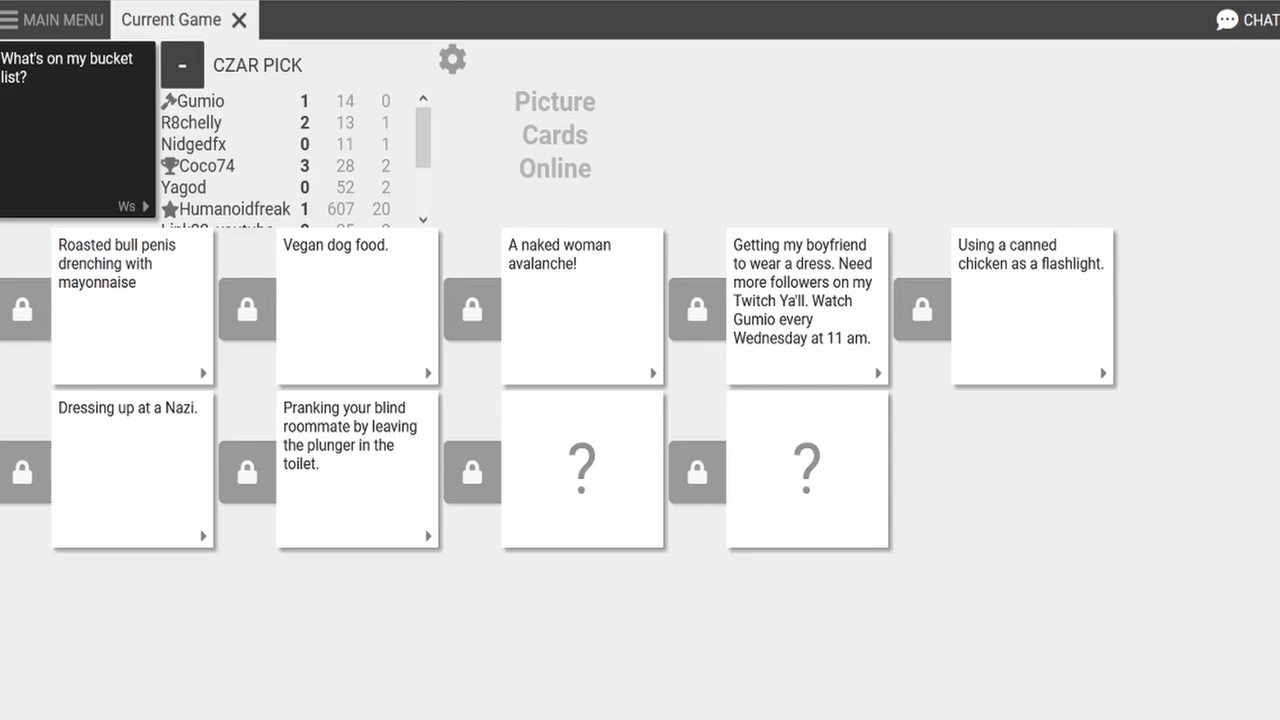 MAIN MENU
Current Game
CHAT
What's on my bucket
list?
Ws
-
CZAR PICK
Gumio 1 14 0
R8chelly 2 13 1
Nidgedfx 0 11 1
Coco74 3 28 2
Yagod 0 52 2
Humanoidfreak 1 607 20
Picture
Cards
Online
Roasted bull penis
drenching with
mayonnaise
Vegan dog food.
A naked woman
avalanche!
Getting my boyfriend
to wear a dress. Need
more followers on my
Twitch Ya'll. Watch
Gumio every
Wednesday at 11 am.
Using a canned
chicken as a flashlight.
Dressing up at a Nazi.
Pranking your blind
roommate by leaving
the plunger in the
toilet.
?
?